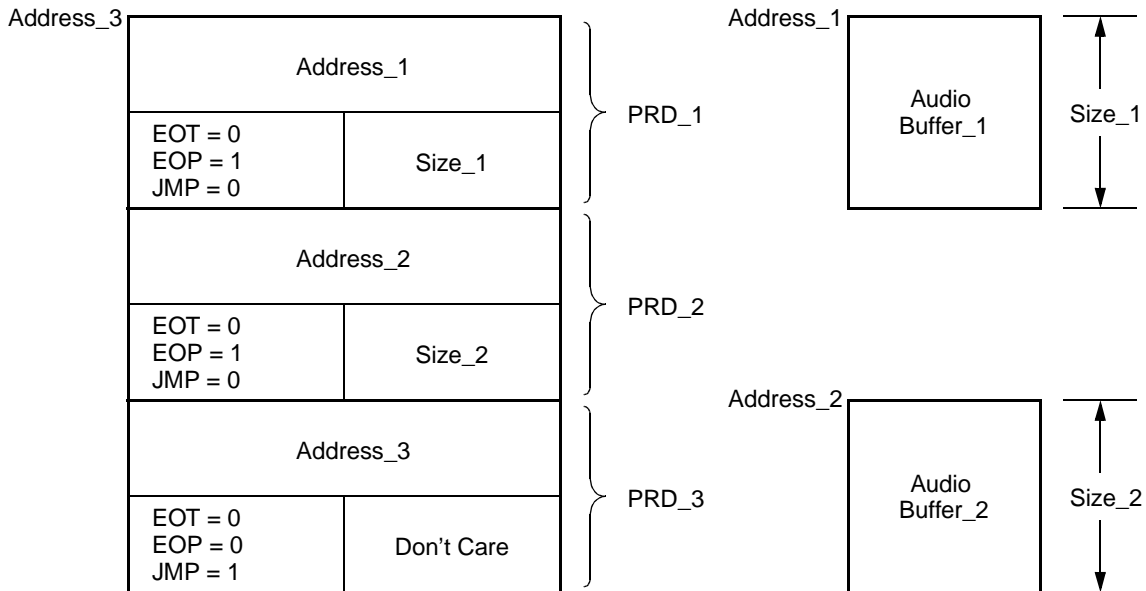 Address_3
Address_1
EOT = 0
EOP = 1
JMP = 0
Size_1
PRD_1
Address_2
EOT = 0
EOP = 1
JMP = 0
Size_2
PRD_2
Address_3
EOT = 0
EOP = 0
JMP = 1
Don't Care
PRD_3
Address_1
Audio
Buffer_1
Size_1
Address_2
Audio
Buffer_2
Size_2